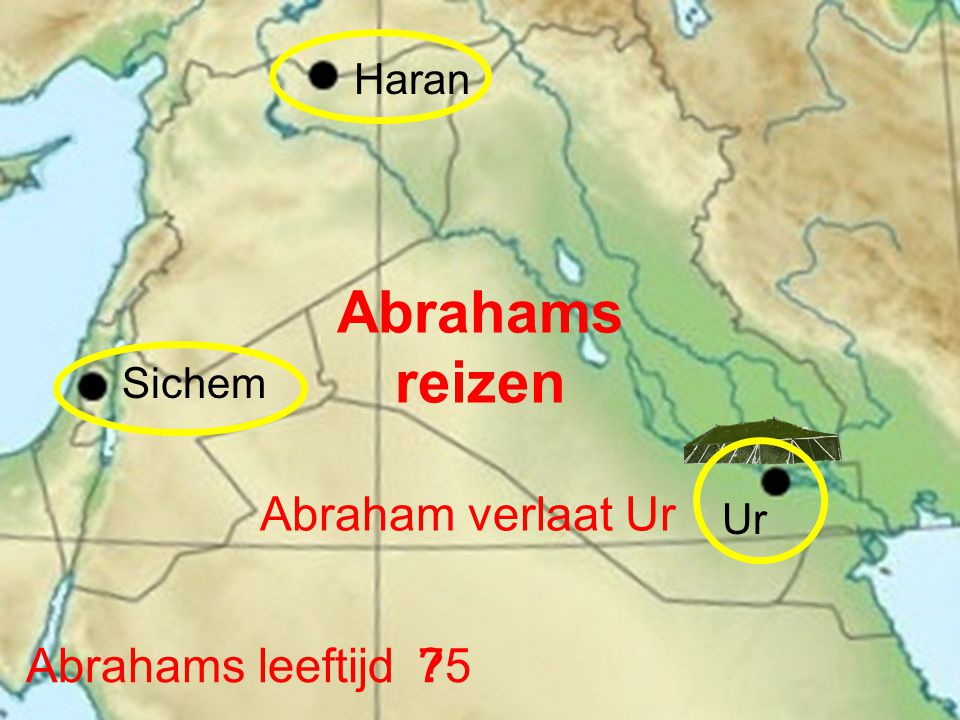 Haran
Abrahams
reizen
Sichem
Abraham verlaat Ur
Ur
Abrahams leeftijd ?75